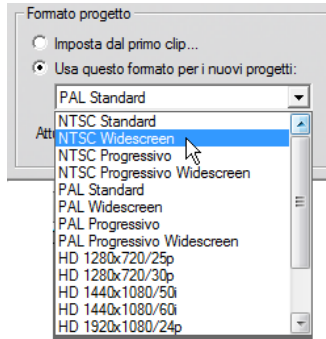 Formato progetto
Imposta dal primo clip...
Usa questo formato per i nuovi progetti:
PAL Standard
Att
NTSC Standard
NTSC Widescreen
NTSC Progressivo
NTSC Progressivo Widescreen
PAL Standard
PAL Widescreen
PAL Progressivo
PAL Progressivo Widescreen
HD 1280x720/25p
HD 1280x720/30p
HD 1440x1080/50i
HD 1440x1080/60i
HD 1920x1080/24p